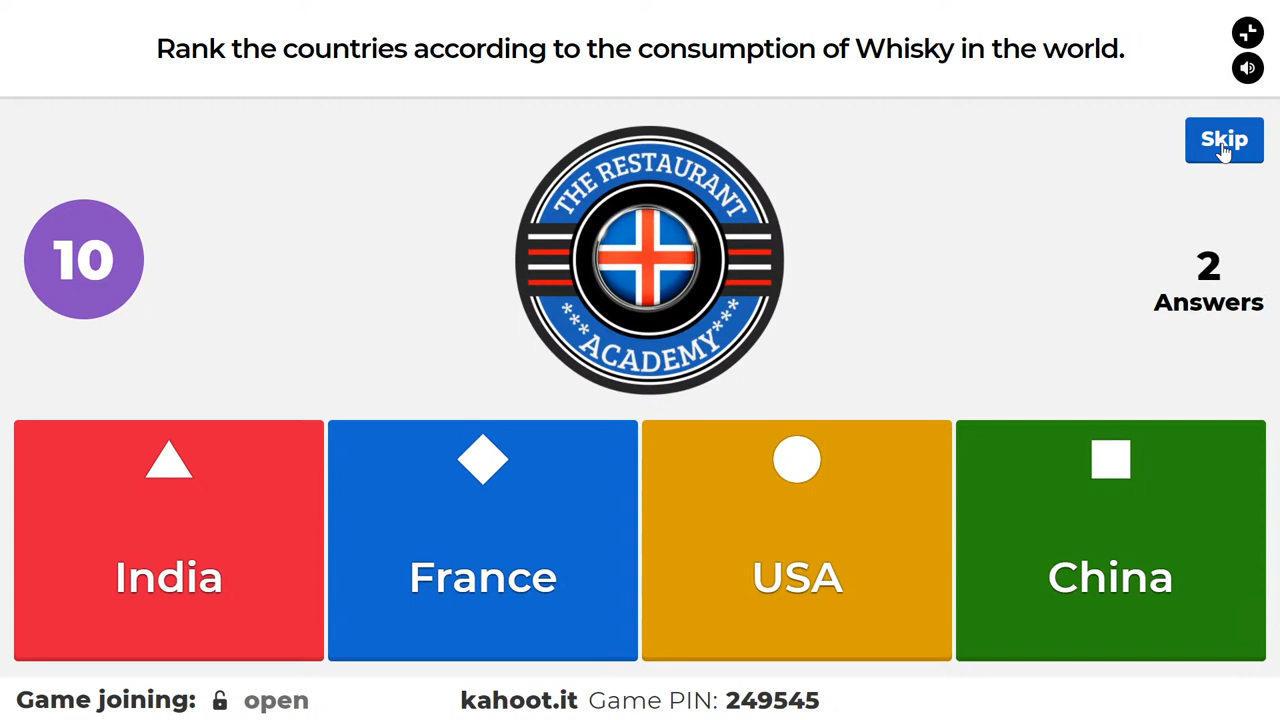 Rank the countries according to the consumption of Whisky in the world.
Skip
10
THE RESTAURANT
***ACADEMY***
2
Answers
India
France
USA
China
Game joining: open
kahoot.it Game PIN: 249545